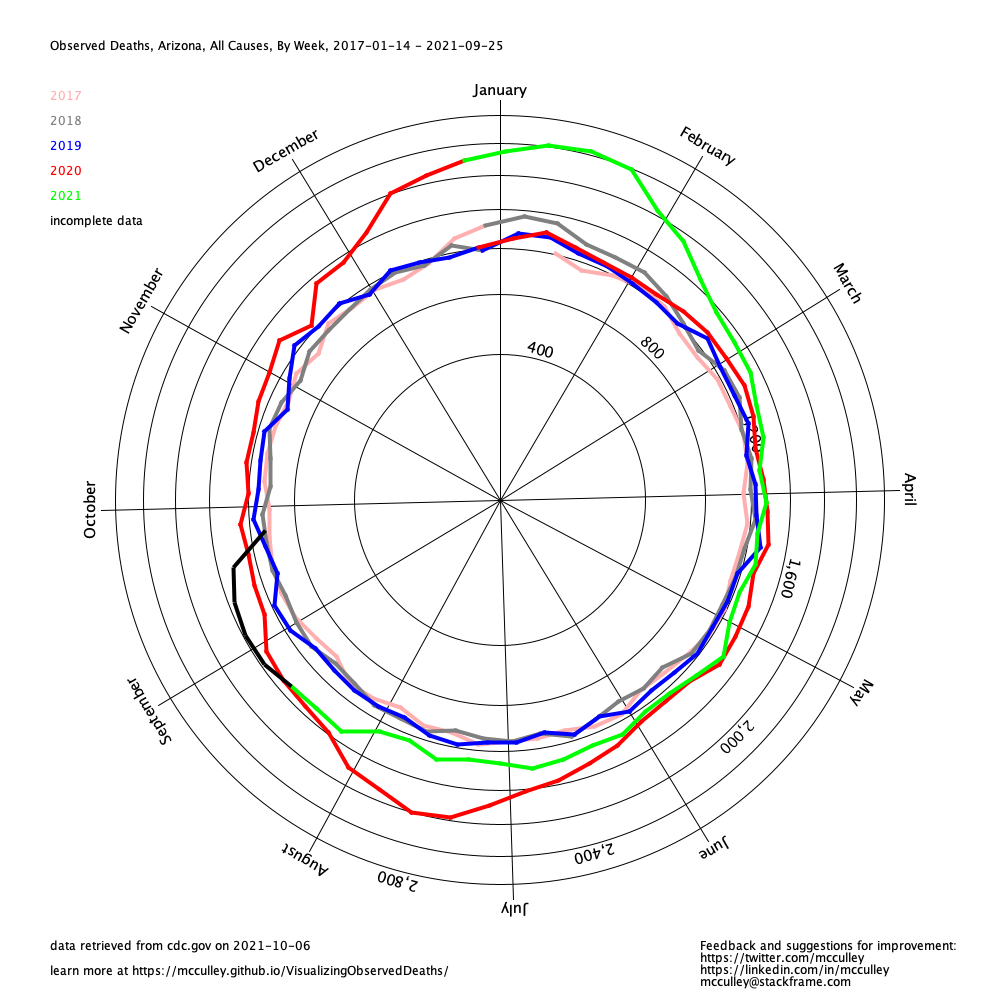 Observed Deaths, Arizona, All Causes, By Week, 2017-01-14 - 2021-09-25
January
2017
2018
2019
2020
2021
incomplete data
December
February
November
March
400
800
1,200
October
April
1,600
September
May
2,000
August
June
2,400
2,800
July
data retrieved from cdc.gov on 2021-10-06
learn more at https://mcculley.github.io/VisualizingObservedDeaths/
Feedback and suggestions for improvement:
https://twitter.com/mcculley
https://linkedin.com/in/mcculley
mcculley@stackframe.com